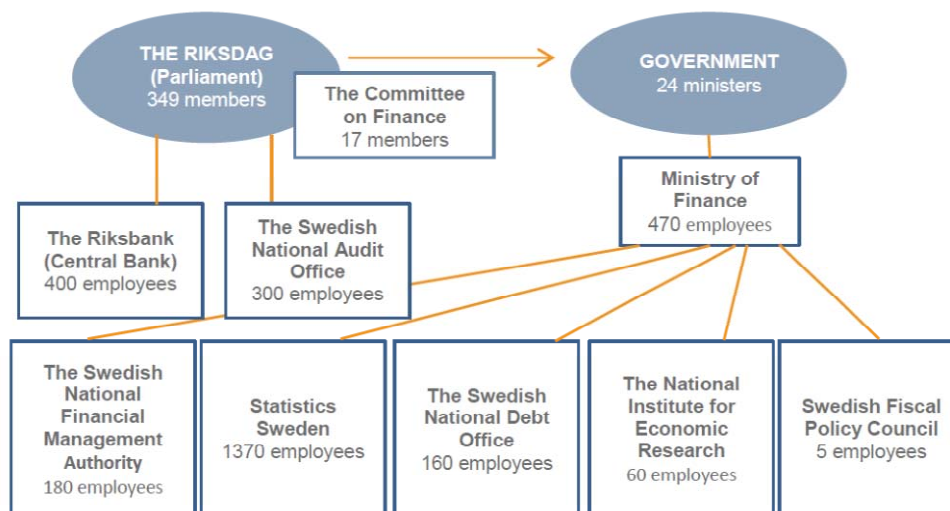 THE RIKSDAG
(Parliament)
349 members
The Committee
on Finance
17 members
GOVERNMENT
24 ministers
Ministry of
Finance
470 employees
The Riksbank
(Central Bank)
400 employees
The Swedish
National Audit
Office
300 employees
The Swedish
National
Financial
Management
Authority
180 employees
Statistics
Sweden
1370 employees
The Swedish
National Debt
Office
160 employees
The National
Institute for
Economic
Research
60 employees
Swedish Fiscal
Policy Council
5 employees